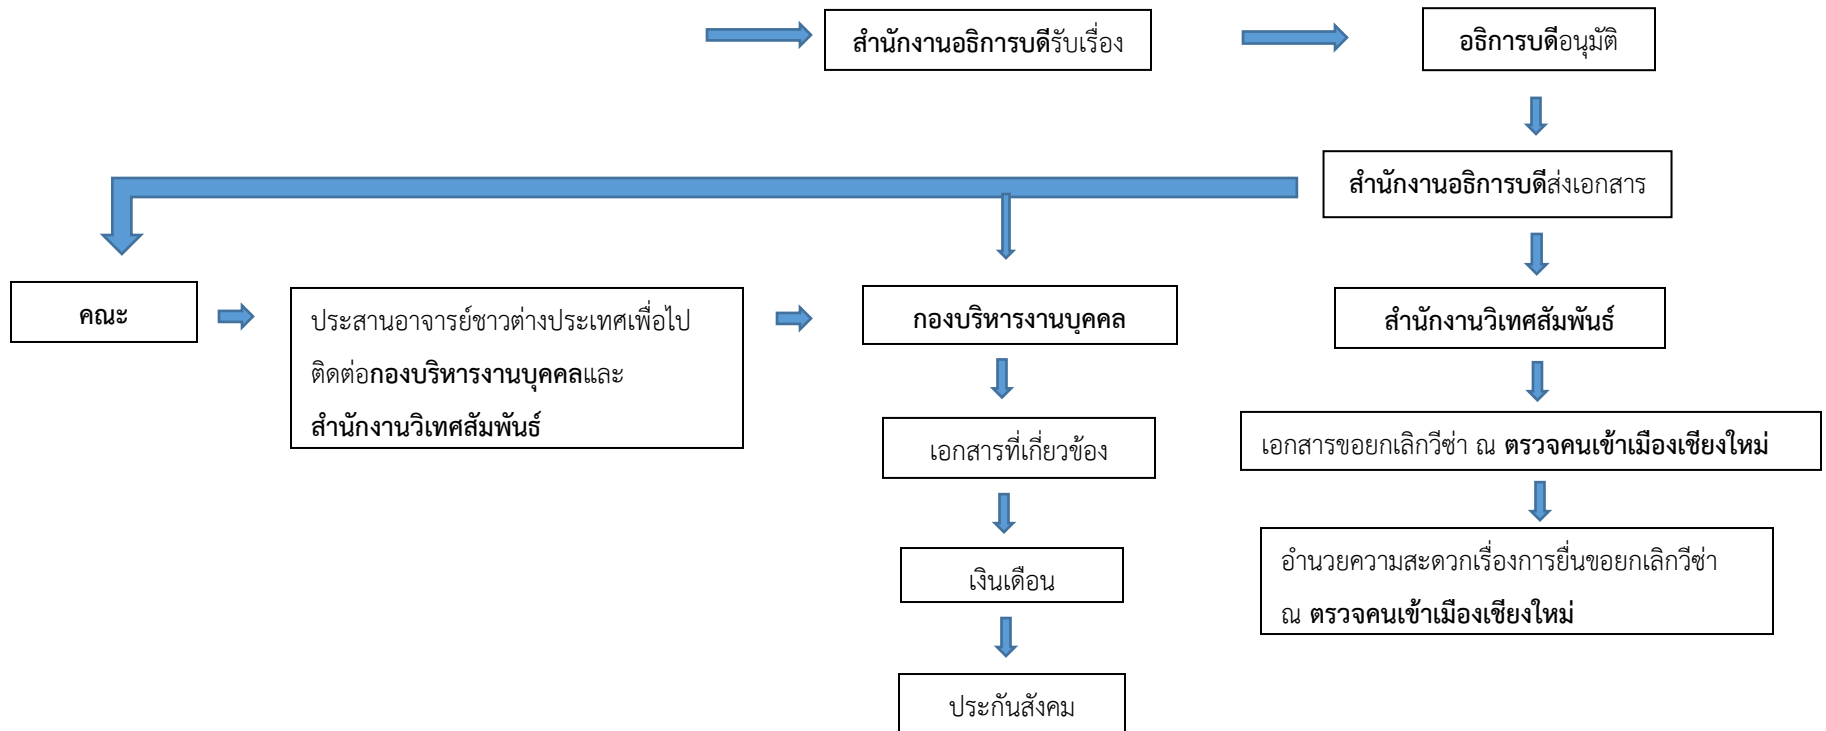 สำนักงานอธิการบดีรับเรื่อง
อธิการบดีอนุมัติ
สำนักงานอธิการบดีส่งเอกสาร
คณะ
ประสานอาจารย์ชาวต่างประเทศเพื่อไป
ติดต่อกองบริหารงานบุคคลและ
สำนักงานวิเทศสัมพันธ์
กองบริหารงานบุคคล
สำนักงานวิเทศสัมพันธ์
เอกสารที่เกี่ยวข้อง
เอกสารขอยกเลิกวีซ่า ณ ตรวจคนเข้าเมืองเชียงใหม่
เงินเดือน
อำนวยความสะดวกเรื่องการยื่นขอยกเลิกวีซ่า
ณ ตรวจคนเข้าเมืองเชียงใหม่
ประกันสังคม